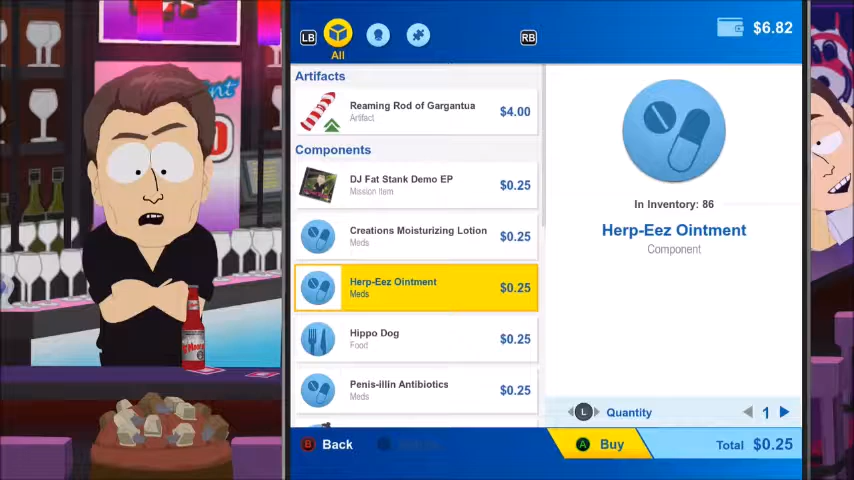 LB
RB
All
$6.82
Artifacts
Reaming Rod of Gargantua
Artifact
$4.00
Components
DJ Fat Stank Demo EP
Mission Item
$0.25
Creations Moisturizing Lotion
Meds
$0.25
Herp-Eez Ointment
Meds
$0.25
Hippo Dog
Food
$0.25
Penis-illin Antibiotics
Meds
$0.25
In Inventory: 86
Herp-Eez Ointment
Component
L Quantity 1
B Back
A Buy
Total $0.25